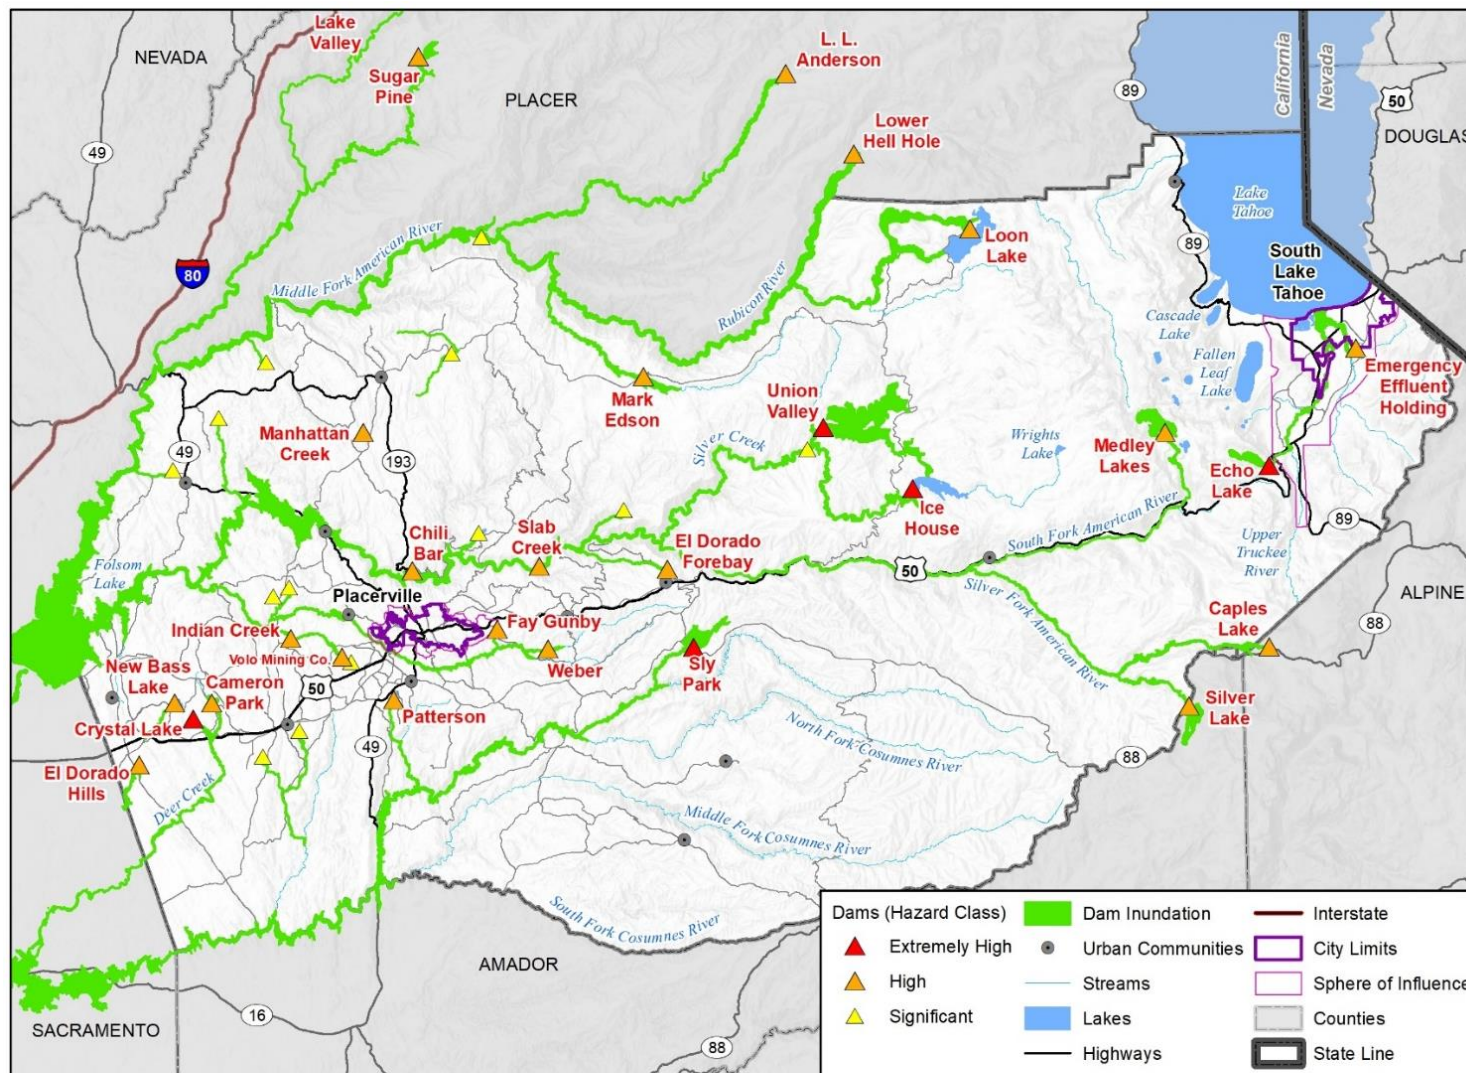 Lake
Valley
NEVADA
Sugar
Pine
PLACER
L. L.
Anderson
Lower
Hell Hole
89
California
Nevada
50
DOUGLAS
49
80
Middle Fork American River
Rubicon River
Loon
Lake
Lake
Tahoe
89
South
Lake
Tahoe
Cascade
Lake
Fallen
Leaf
Lake
Emergency
Effluent
Holding
Mark
Edson
Union
Valley
Manhattan
Creek
49
193
Silver Creek
Wrights
Lake
Medley
Lakes
Echo
Lake
Ice
House
89
Chili
Bar
Slab
Creek
El Dorado
Forebay
South Fork American River
50
Upper
Truckee
River
Folsom
Lake
Placerville
Silver Fork American River
ALPINE
88
Caples
Lake
Indian Creek
Fay Gunby
Volo Mining Co.
Weber
Sly
Park
New Bass
Lake
Cameron
Park
50
Crystal Lake
Patterson
Silver
Lake
49
North Fork Cosumnes River
88
El Dorado
Hills
Deer Creek
Middle Fork Cosumnes River
South Fork Cosumnes River
AMADOR
SACRAMENTO
16
88
Dams (Hazard Class)
Extremely High
High
Significant
Dam Inundation
Urban Communities
Streams
Lakes
Highways
Interstate
City Limits
Sphere of Influence
Counties
State Line